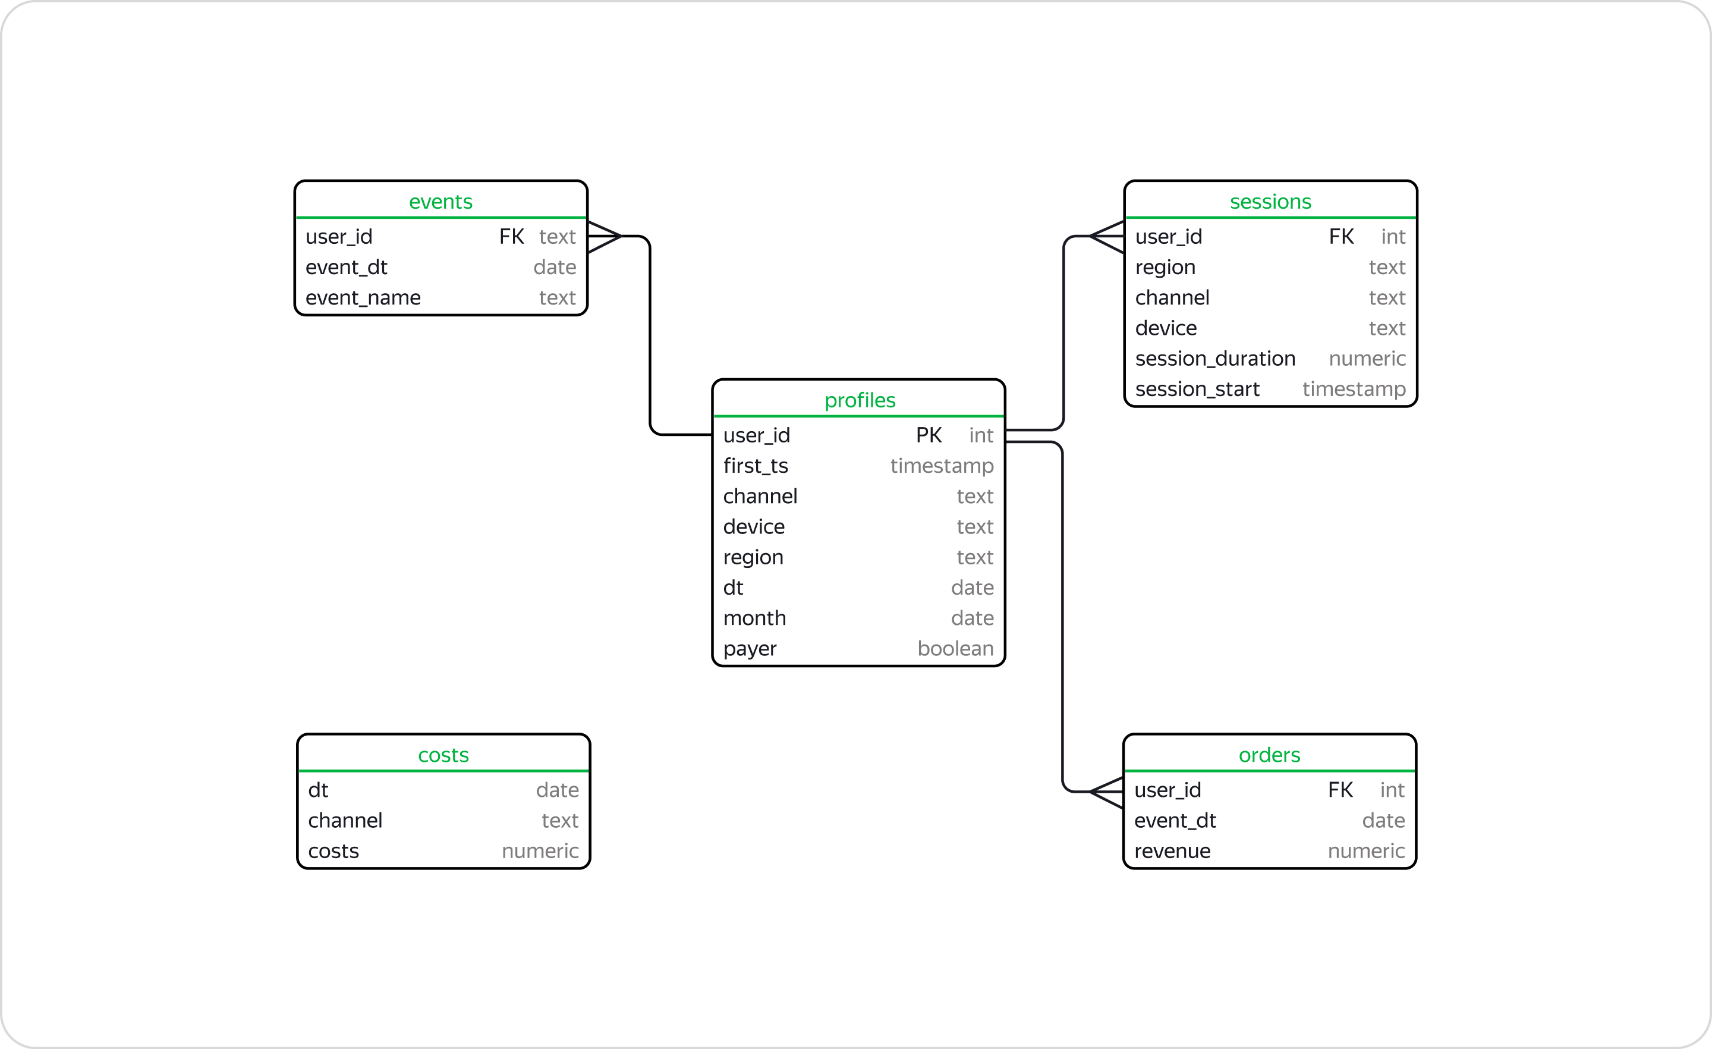 events
user_id FK text
event_dt date
event_name text
sessions
user_id FK int
region text
channel text
device text
session_duration numeric
session_start timestamp
profiles
user_id PK int
first_ts timestamp
channel text
device text
region text
dt date
month date
payer boolean
costs
dt date
channel text
costs numeric
orders
user_id FK int
event_dt date
revenue numeric